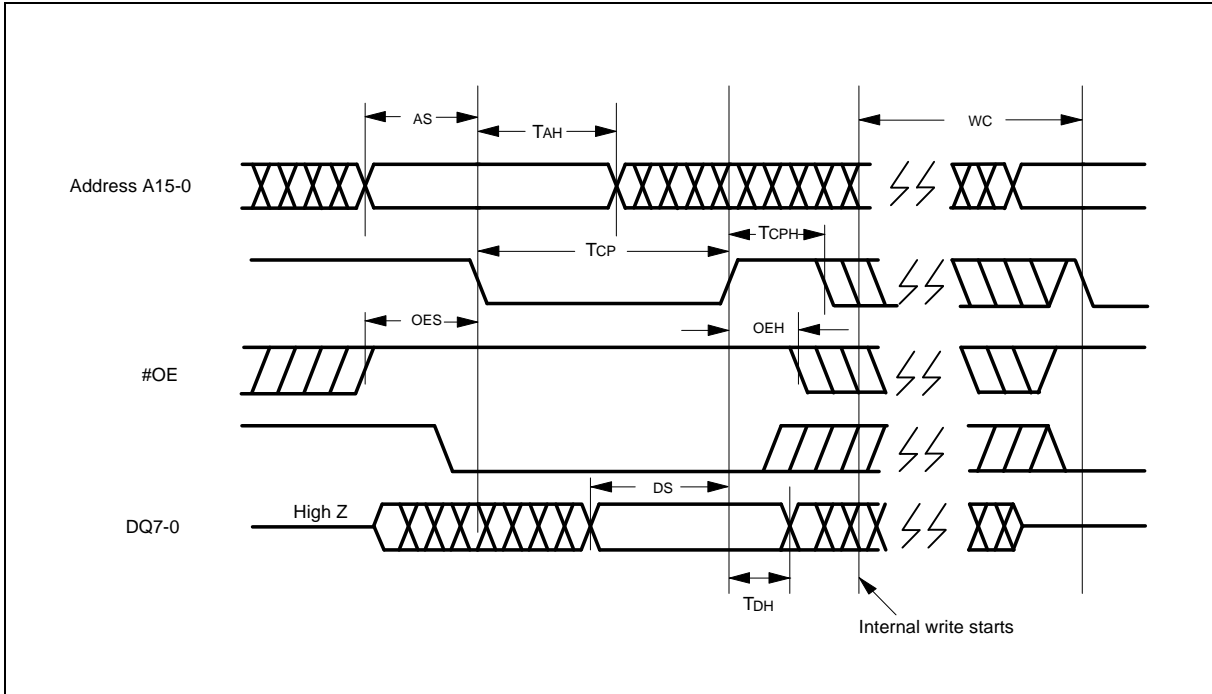 AS
TAH
WC
Address A15-0
TCPH
TCP
OES
OEH
#OE
DS
High Z
DQ7-0
TDH
Internal write starts